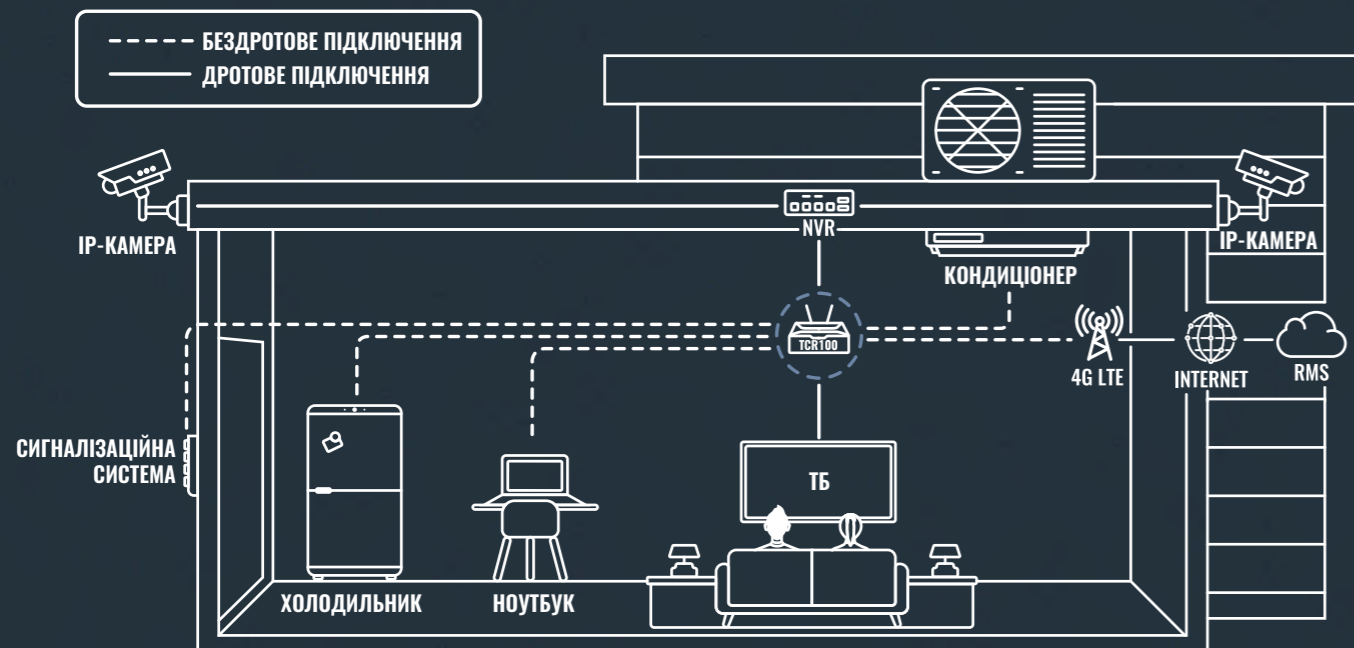 БЕЗДРОТОВЕ ПІДКЛЮЧЕННЯ
ДРОТОВЕ ПІДКЛЮЧЕННЯ
IP-КАМЕРА
NVR
IP-КАМЕРА
КОНДИЦІОНЕР
TCR100
4G LTE
INTERNET
RMS
СИГНАЛІЗАЦІЙНА
СИСТЕМА
ТБ
ХОЛОДИЛЬНИК
НОУТБУК